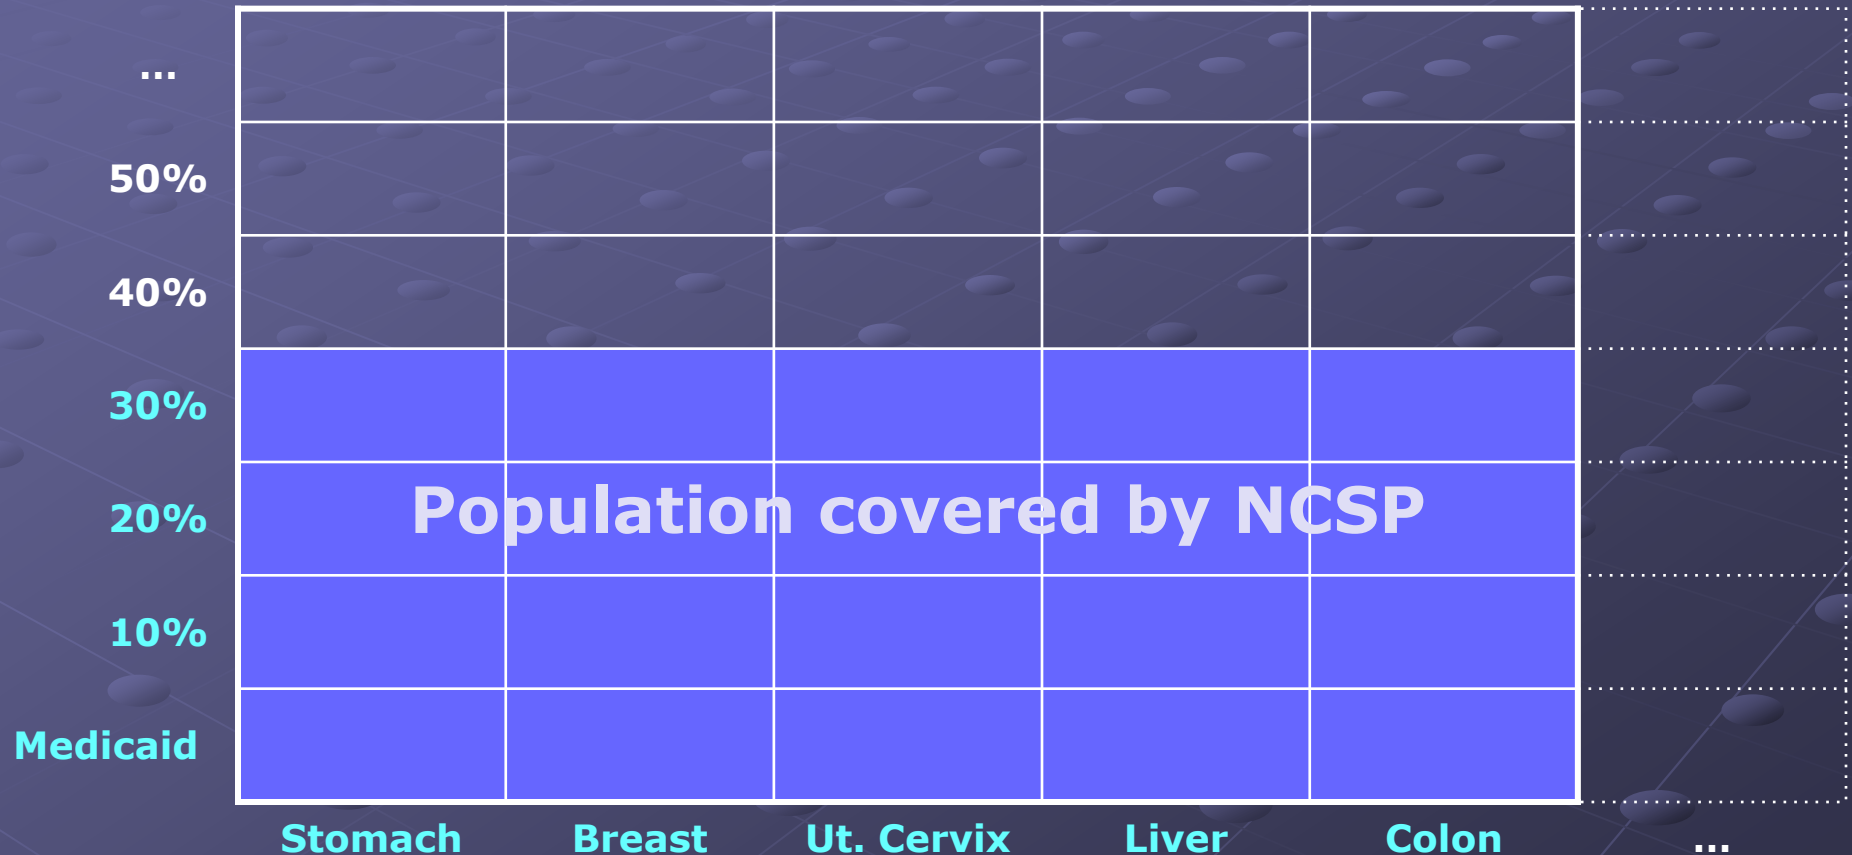 ...
50%
40%
30%
20%
Population covered by NCSP
10%
Medicaid
Stomach Breast Ut. Cervix Liver Colon ...